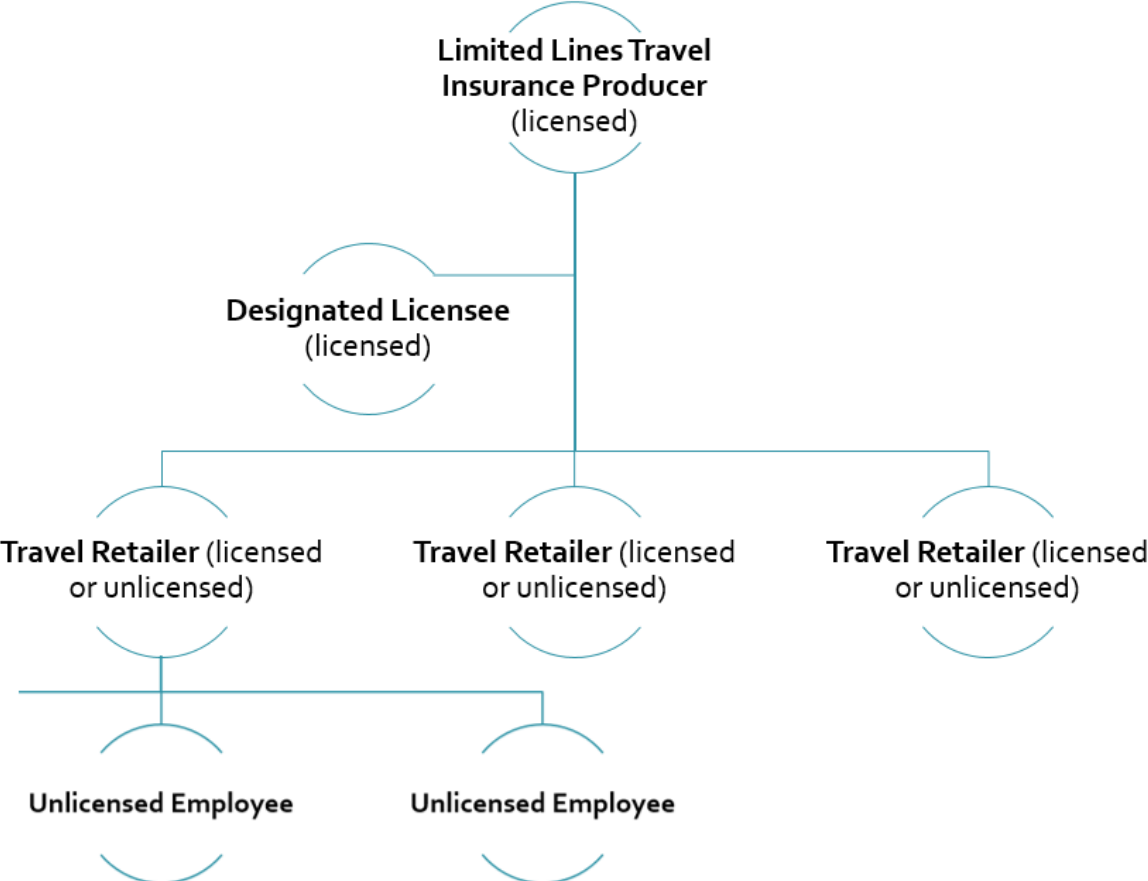 Limited Lines Travel
Insurance Producer
(licensed)
Designated Licensee
(licensed)
Travel Retailer (licensed
or unlicensed)
Travel Retailer (licensed
or unlicensed)
Travel Retailer (licensed
or unlicensed)
Unlicensed Employee
Unlicensed Employee